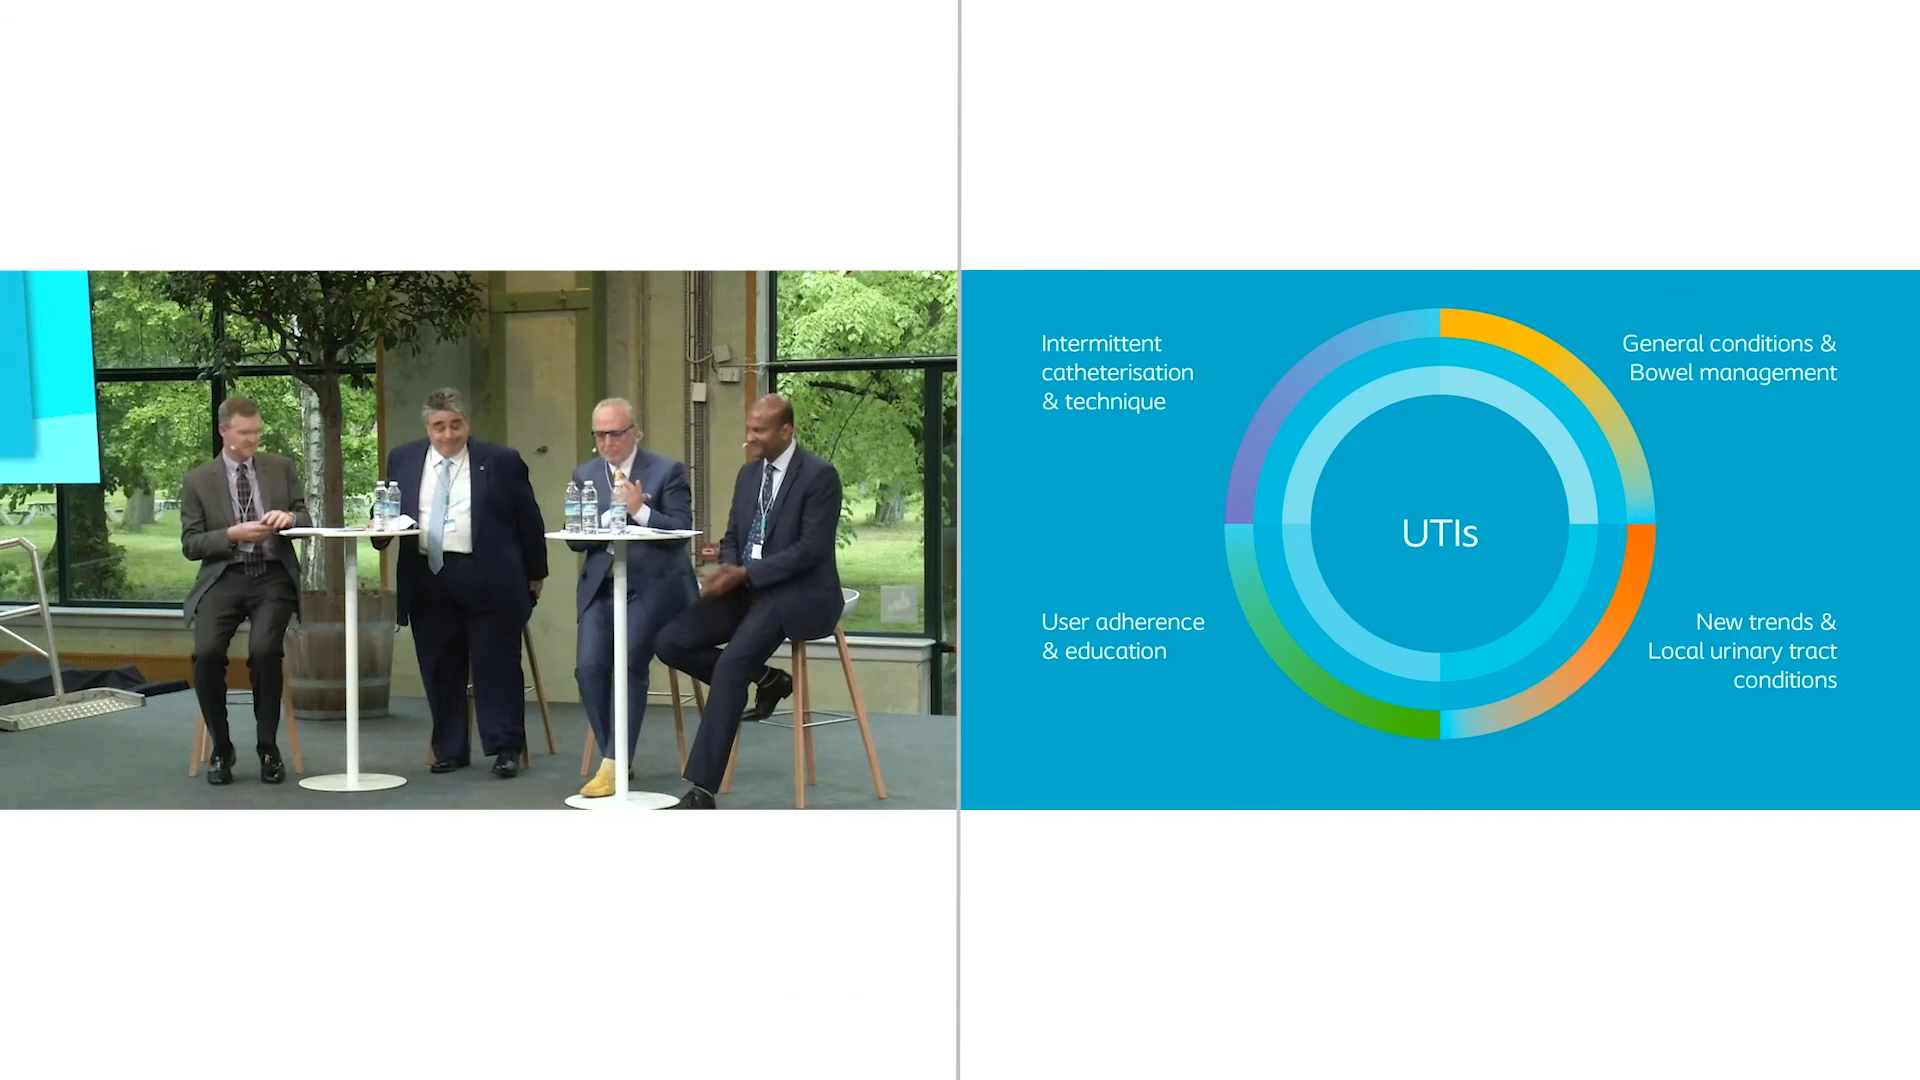 Intermittent
catheterisation
& technique
General conditions &
Bowel management
UTIs
User adherence
& education
New trends &
Local urinary tract
conditions